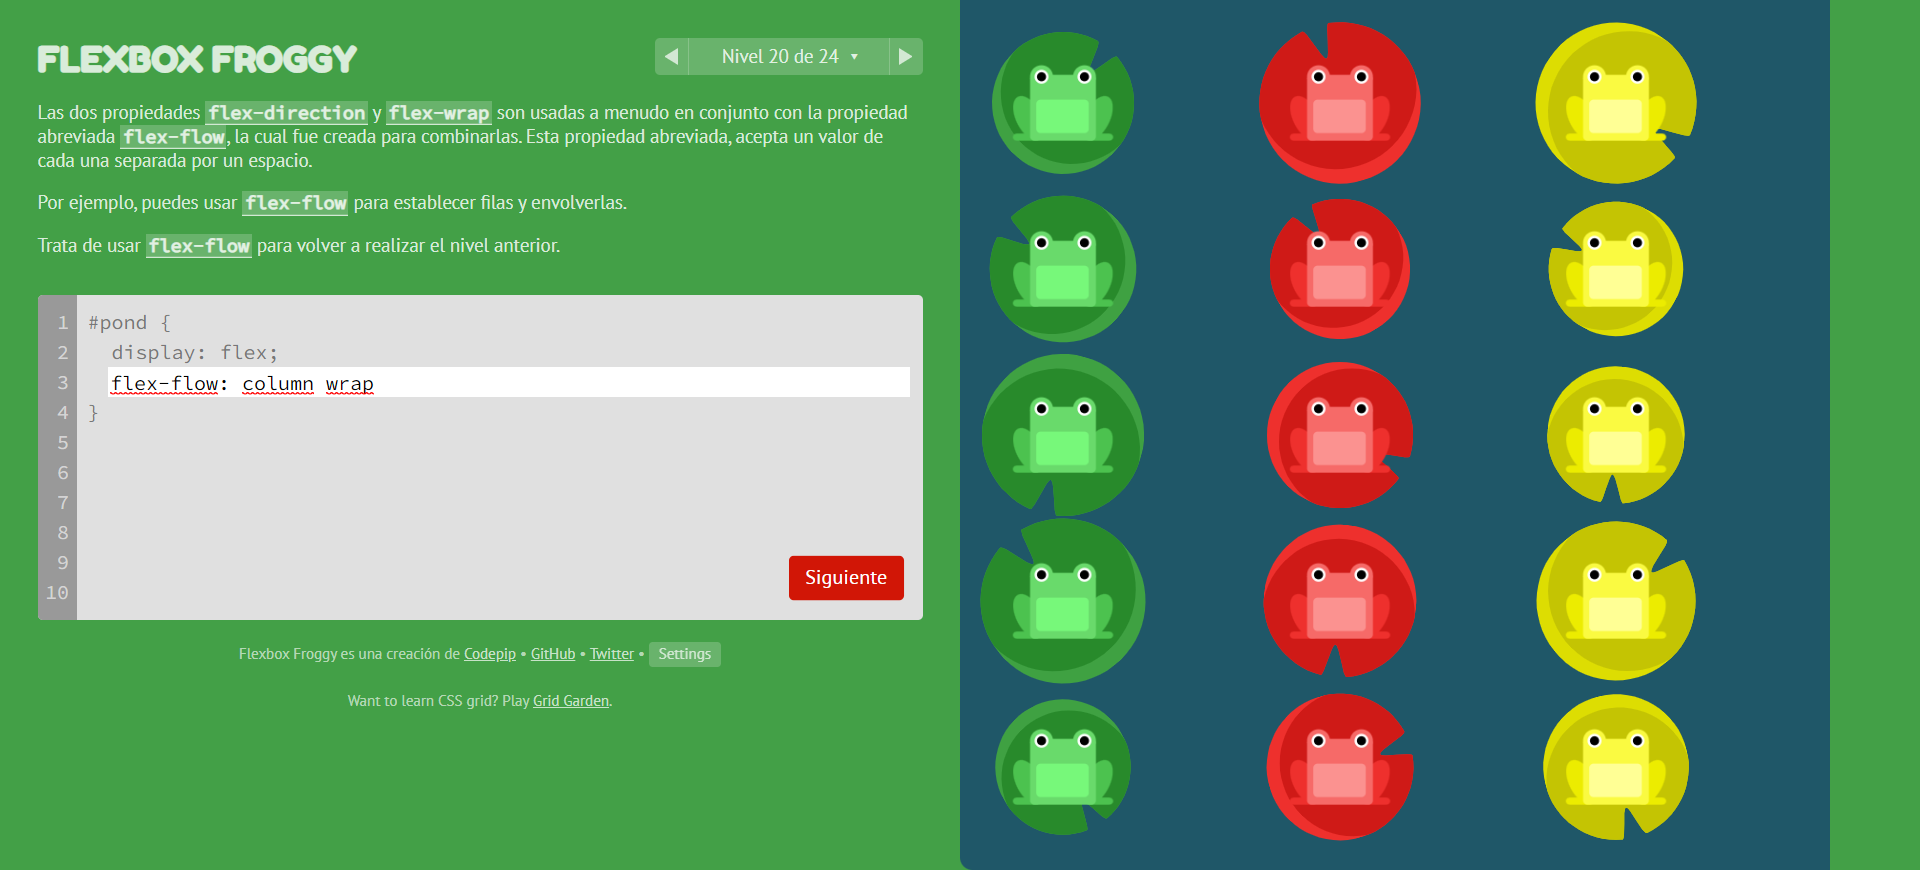 FLEXBOX FROGGY
Nivel 20 de 24
Las dos propiedades flex-direction y flex-wrap son usadas a menudo en conjunto con la propiedad
abreviada flex-flow, la cual fue creada para combinarlas. Esta propiedad abreviada, acepta un valor de
cada una separada por un espacio.
Por ejemplo, puedes usar flex-flow para establecer filas y envolverlas.
Trata de usar flex-flow para volver a realizar el nivel anterior.
1 #pond {
2 display: flex;
3 flex-flow: column wrap
4 }
5
6
7
8
9
10
Siguiente
Flexbox Froggy es una creación de Codepip • GitHub • Twitter • Settings
Want to learn CSS grid? Play Grid Garden.